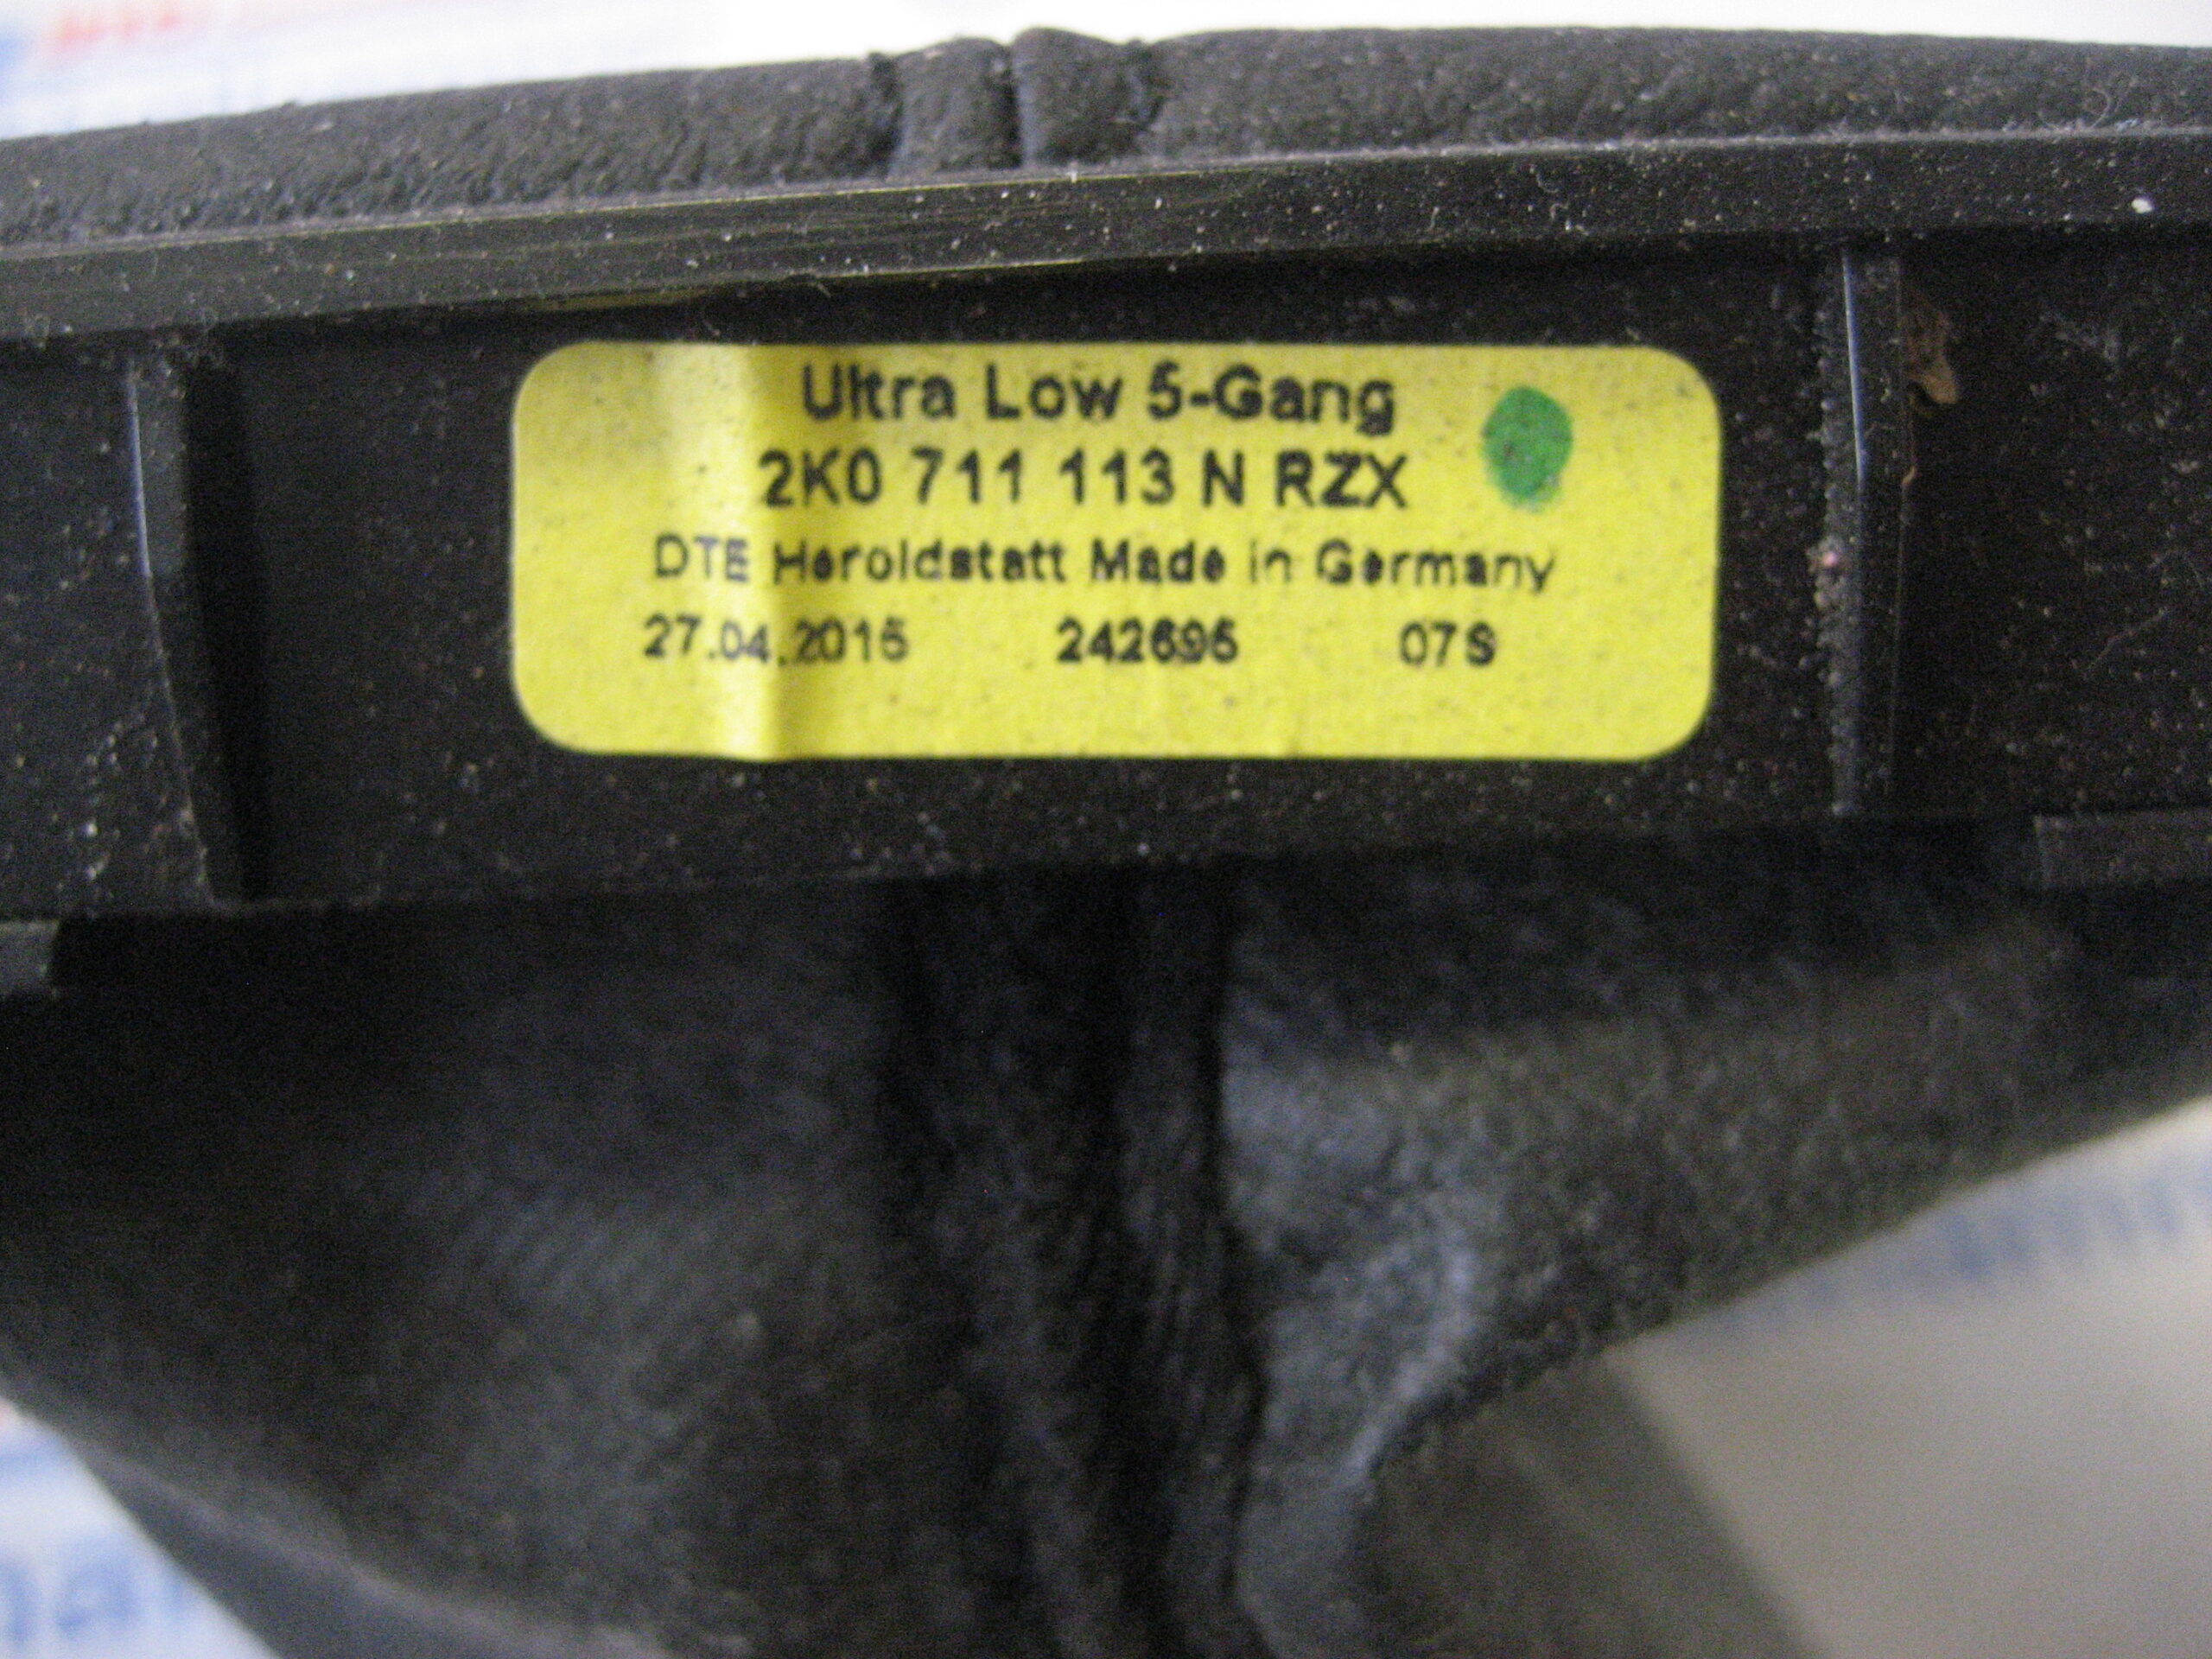 Ultra Low 5-Gang
2K0 711 113 N RZX
DTE Heroldstatt Made in Germany
27.04.2015 242695 07S